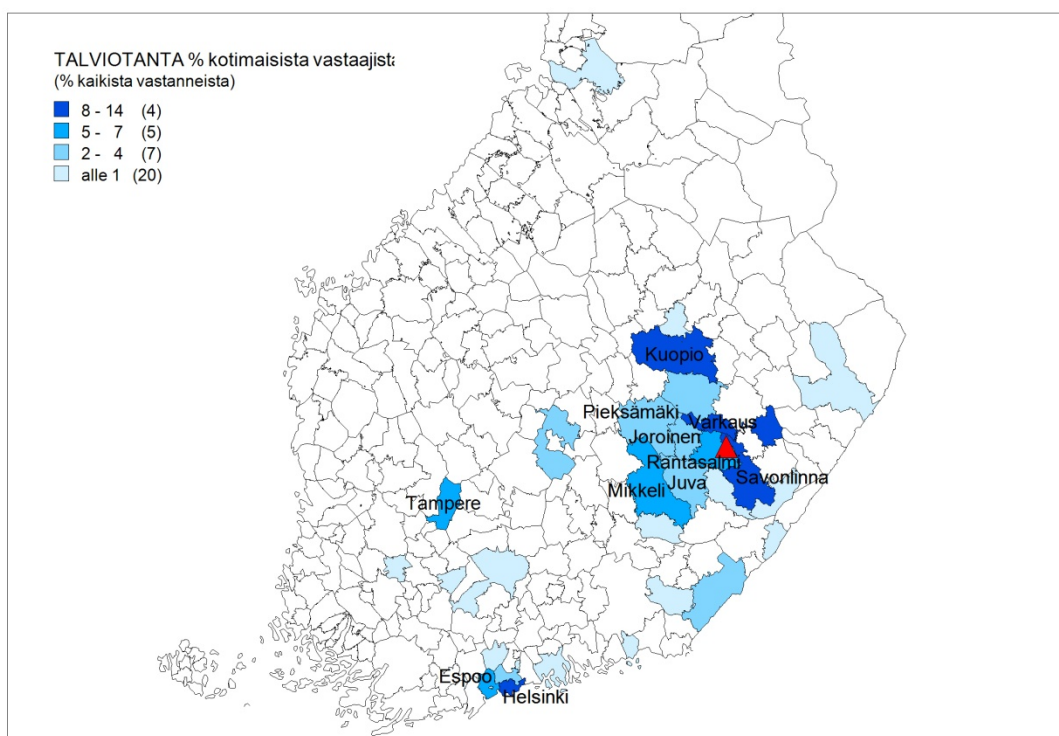 TALVIOTANTA % kotimaisista vastaajista
(% kaikista vastanneista)
8 - 14 (4)
5 - 7 (5)
2 - 4 (7)
alle 1 (20)
Kuopio
Pieksämäki
Varkaus
Joroinen
Rantasalmi
Savonlinna
Juva
Mikkeli
Tampere
Espoo
Helsinki